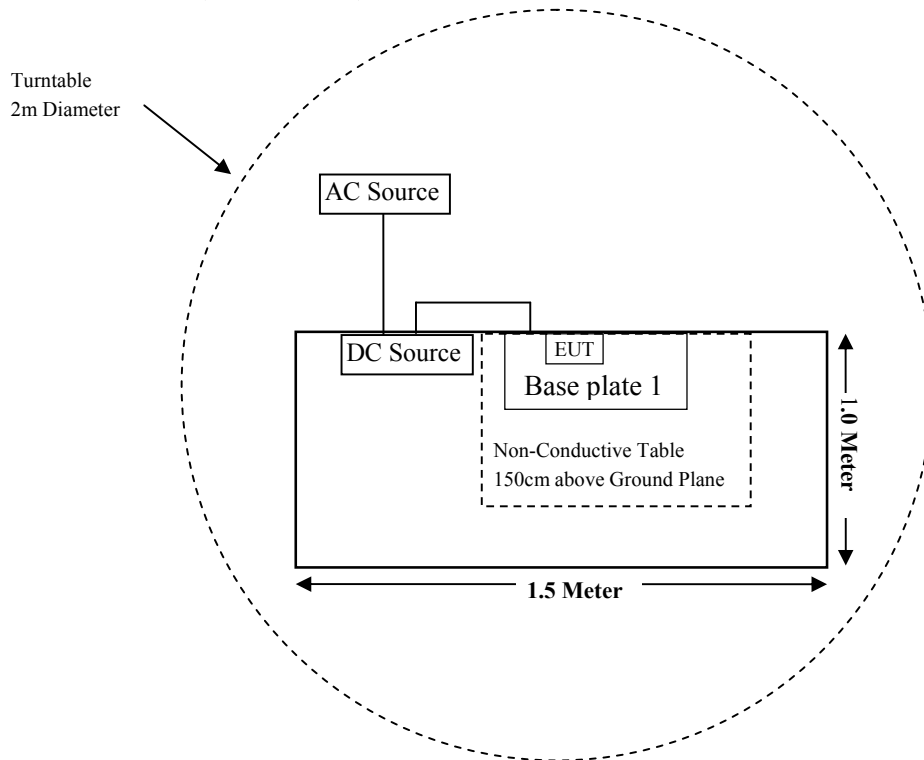 Turntable
2m Diameter
AC Source
DC Source
EUT
Base plate 1
Non-Conductive Table
150cm above Ground Plane
1.0 Meter
1.5 Meter